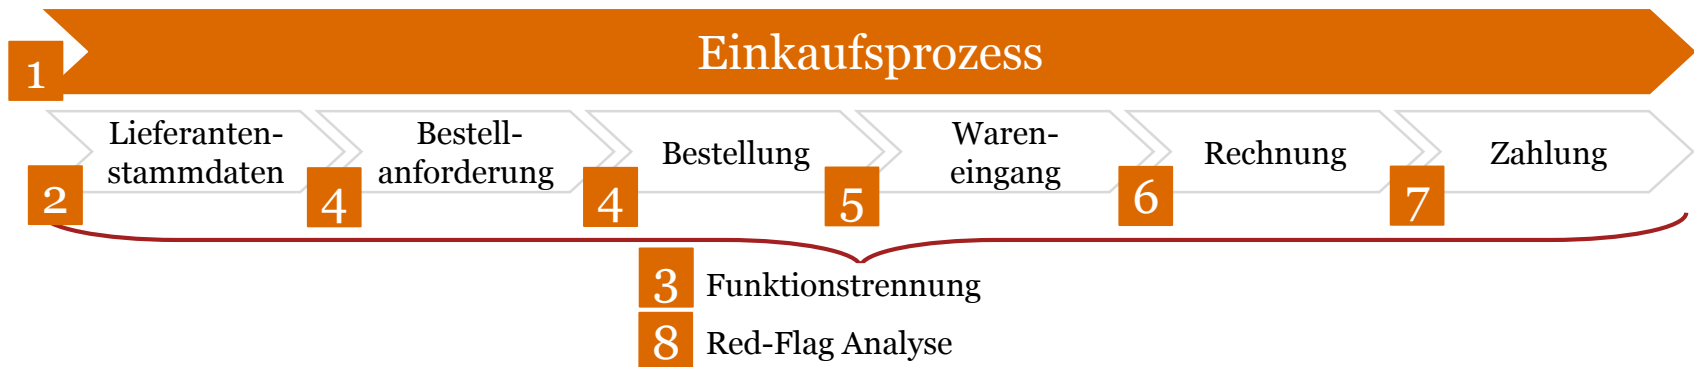 Einkaufsprozess
1
Lieferanten-
stammdaten
2
Bestell-
anforderung
4
Bestellung
4
Waren-
eingang
5
Rechnung
6
Zahlung
7
3 Funktionstrennung
8 Red-Flag Analyse